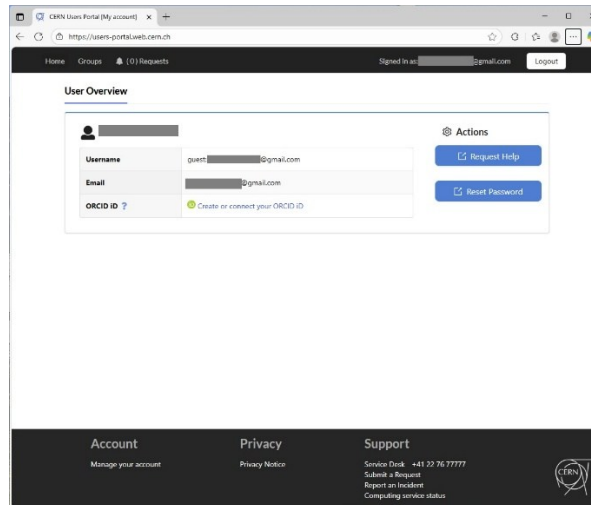 CERN Users Portal (My account)
https://users-portal.web.cern.ch
Home Groups (0) Requests Signed in as: @gmail.com Logout
User Overview
Actions
Username guest: @gmail.com
Request Help
Email @gmail.com
Reset Password
ORCID iD ? Create or connect your ORCID iD
Account Privacy Support
Manage your account Privacy Notice Service Desk +41 22 76 77777
Submit a Request
Report an Incident
Computing service status
CERN